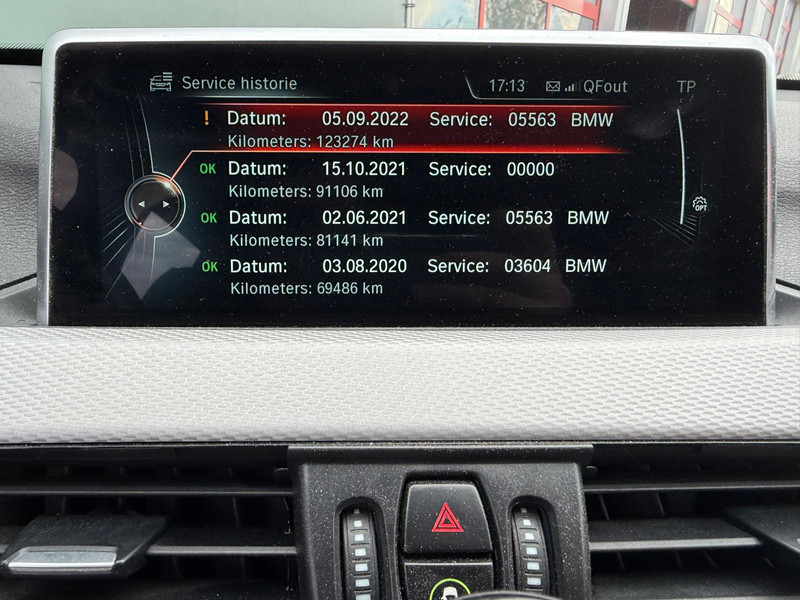 Service historie 17:13 QFout TP
! Datum: 05.09.2022 Service: 05563 BMW
Kilometers: 123274 km
OK Datum: 15.10.2021 Service: 00000
Kilometers: 91106 km
OPT
OK Datum: 02.06.2021 Service: 05563 BMW
Kilometers: 81141 km
OK Datum: 03.08.2020 Service: 03604 BMW
Kilometers: 69486 km